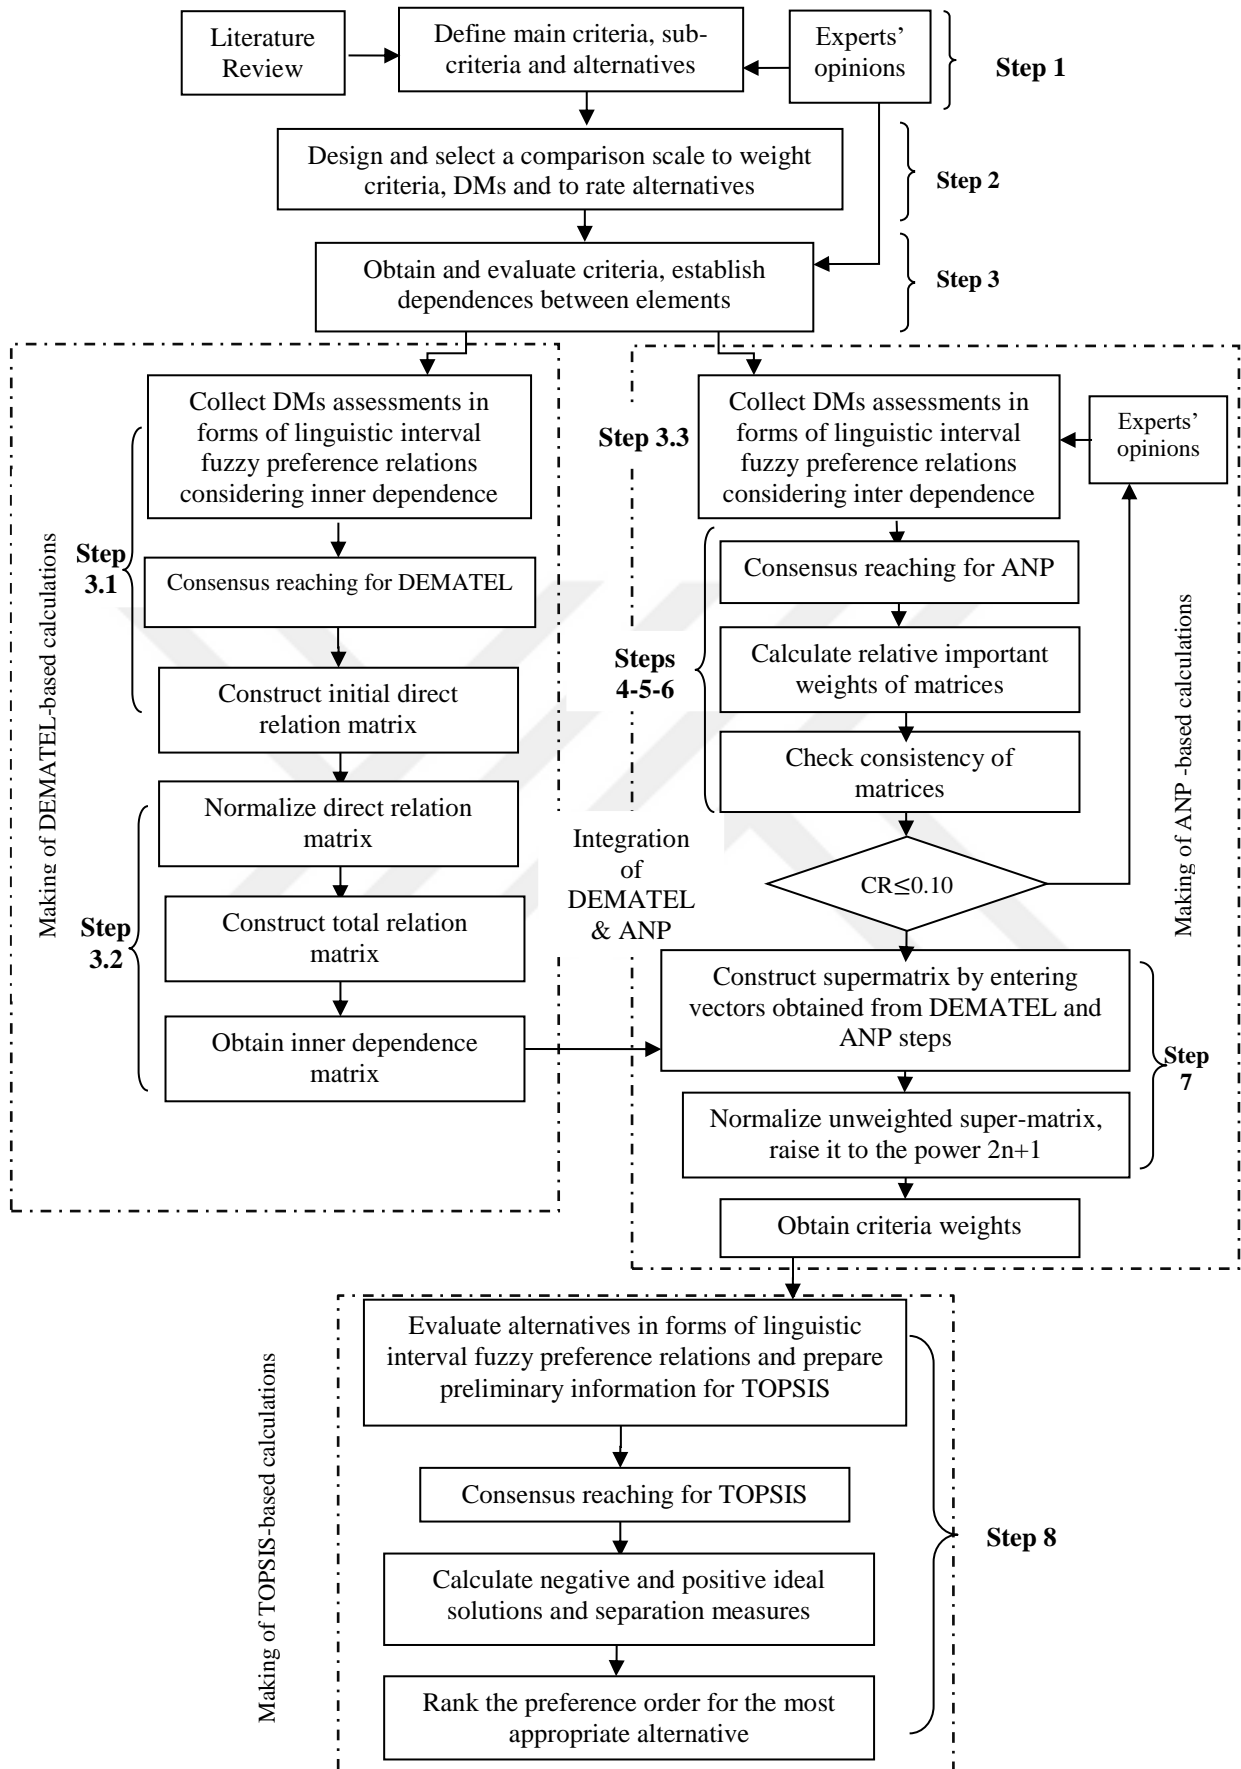 Literature
Review
Define main criteria, sub-
criteria and alternatives
Experts’
opinions
Step 1
Design and select a comparison scale to weight
criteria, DMs and to rate alternatives
Step 2
Obtain and evaluate criteria, establish
dependences between elements
Step 3
Making of DEMATEL-based calculations
Step
3.1
Collect DMs assessments in
forms of linguistic interval
fuzzy preference relations
considering inner dependence
Consensus reaching for DEMATEL
Construct initial direct
relation matrix
Step
3.2
Normalize direct relation
matrix
Construct total relation
matrix
Obtain inner dependence
matrix
Integration
of
DEMATEL
& ANP
Step 3.3
Collect DMs assessments in
forms of linguistic interval
fuzzy preference relations
considering inter dependence
Experts’
opinions
Steps
4-5-6
Consensus reaching for ANP
Calculate relative important
weights of matrices
Check consistency of
matrices
CR≤0.10
Making of ANP -based calculations
Construct supermatrix by entering
vectors obtained from DEMATEL and
ANP steps
Step
7
Normalize unweighted super-matrix,
raise it to the power 2n+1
Obtain criteria weights
Making of TOPSIS-based calculations
Evaluate alternatives in forms of linguistic
interval fuzzy preference relations and prepare
preliminary information for TOPSIS
Consensus reaching for TOPSIS
Step 8
Calculate negative and positive ideal
solutions and separation measures
Rank the preference order for the most
appropriate alternative